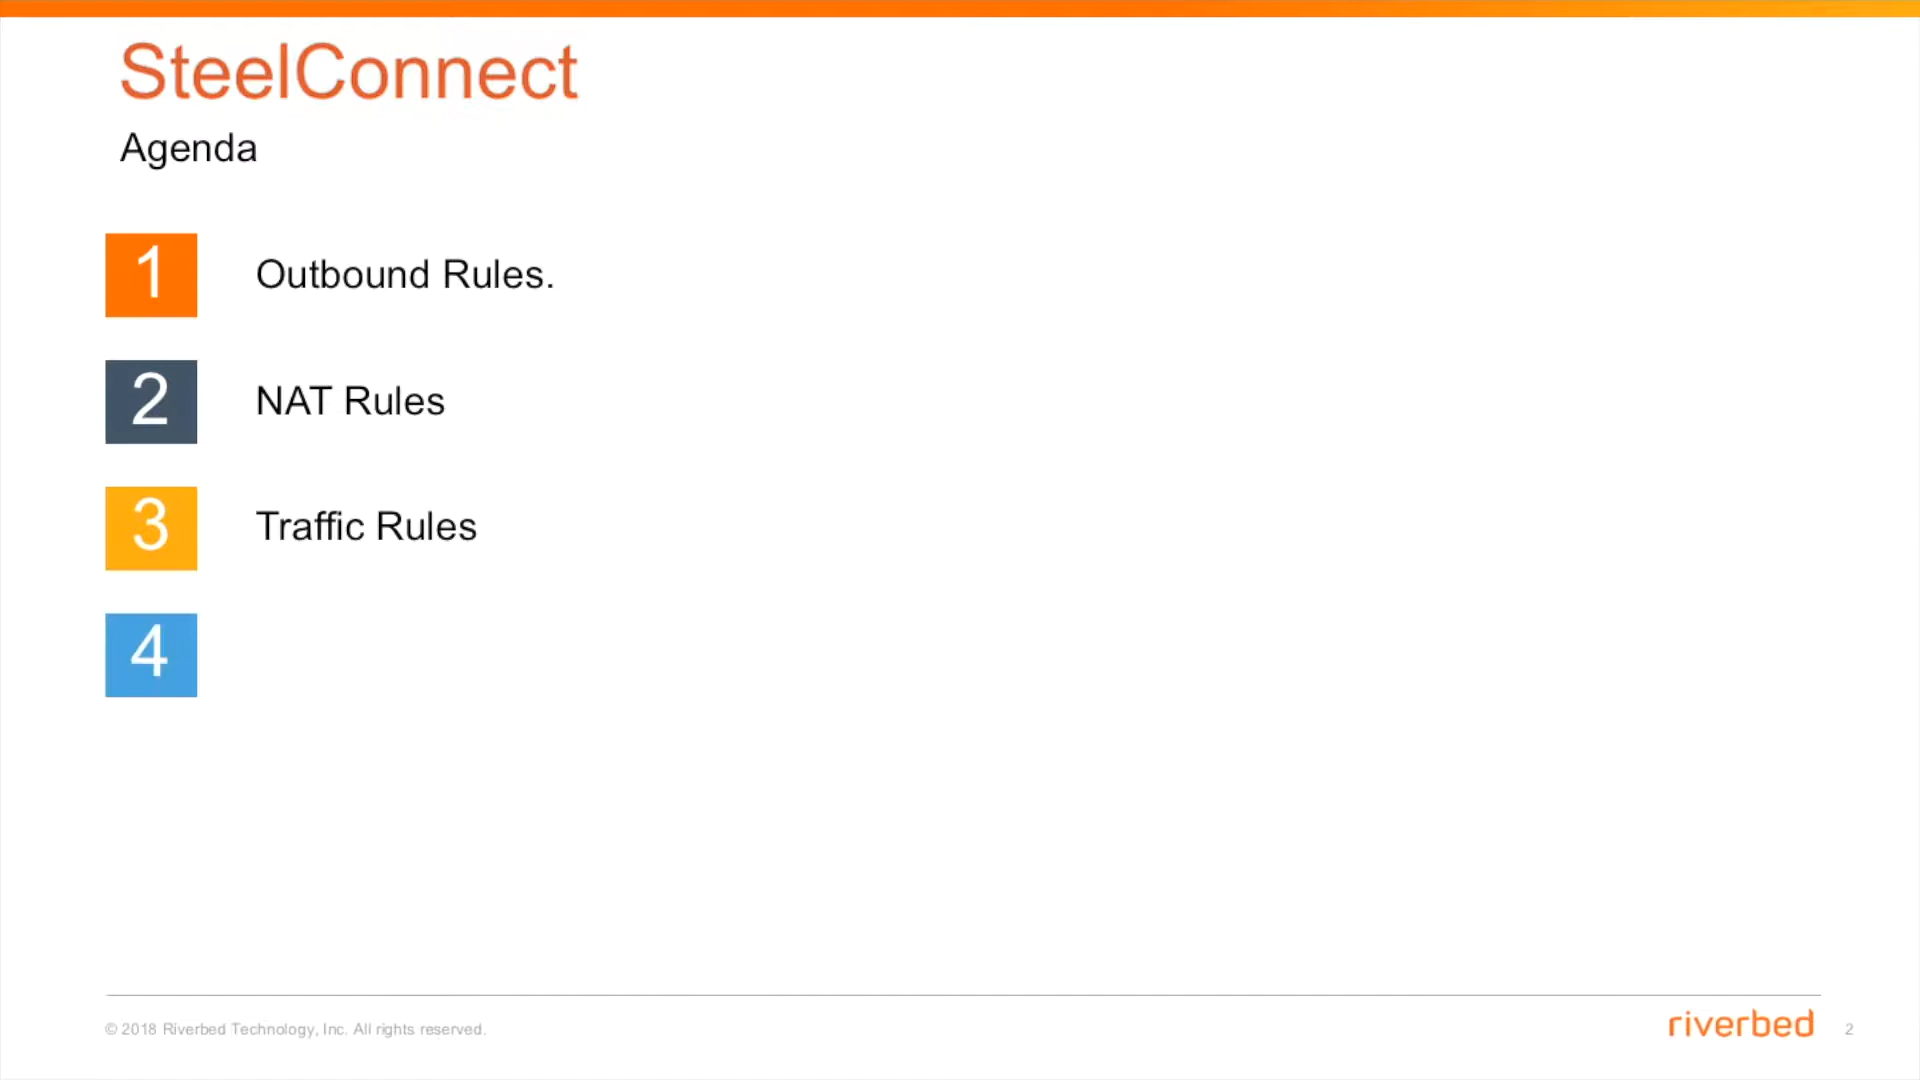 SteelConnect
Agenda
1 Outbound Rules.
2 NAT Rules
3 Traffic Rules
4
© 2018 Riverbed Technology, Inc. All rights reserved.
riverbed 2